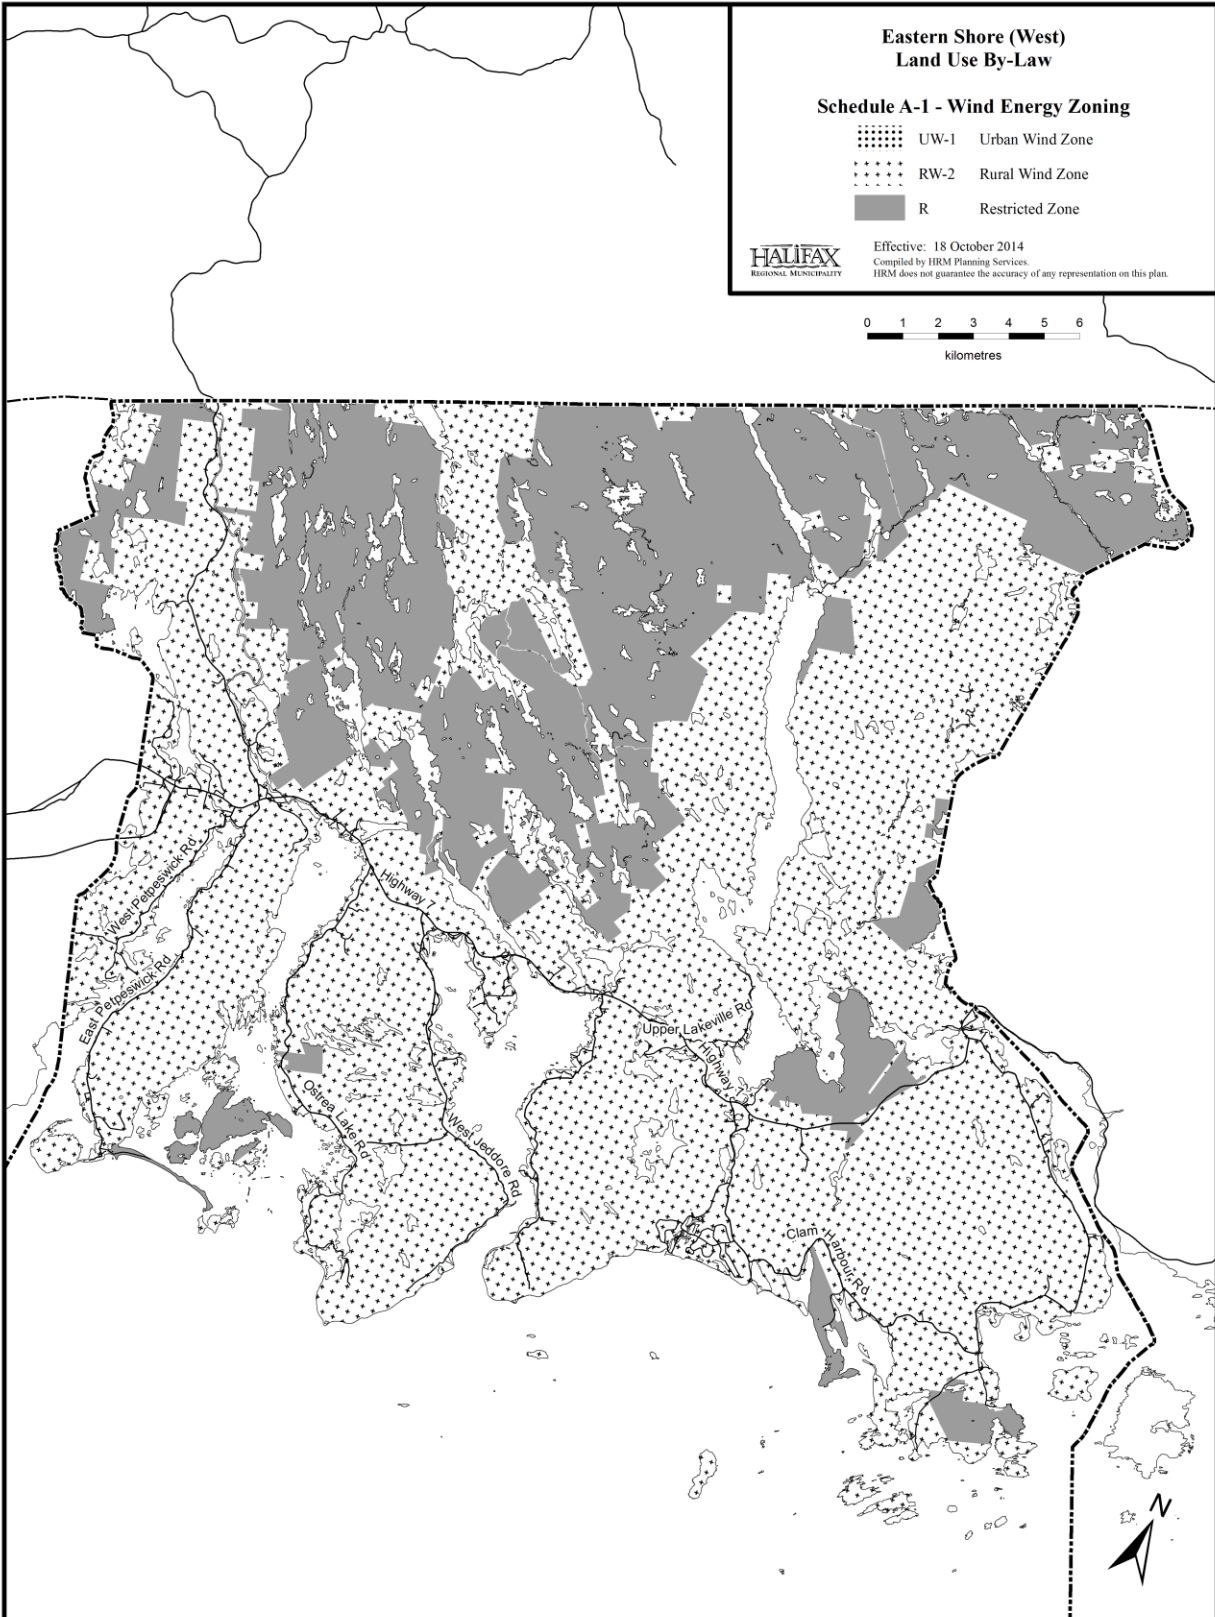 Eastern Shore (West)
Land Use By-Law
Schedule A-1 - Wind Energy Zoning
UW-1 Urban Wind Zone
RW-2 Rural Wind Zone
R Restricted Zone
HALIFAX
REGIONAL MUNICIPALITY
Effective: 18 October 2014
Compiled by HRM Planning Services.
HRM does not guarantee the accuracy of any representation on this plan.
0 1 2 3 4 5 6
kilometres
West Petpeswick Rd
Highway 7
East Petpeswick Rd
Upper Lakeville Rd
Highway 7
Ostrea Lake Rd
West Jeddore Rd
Clam Harbour Rd
N